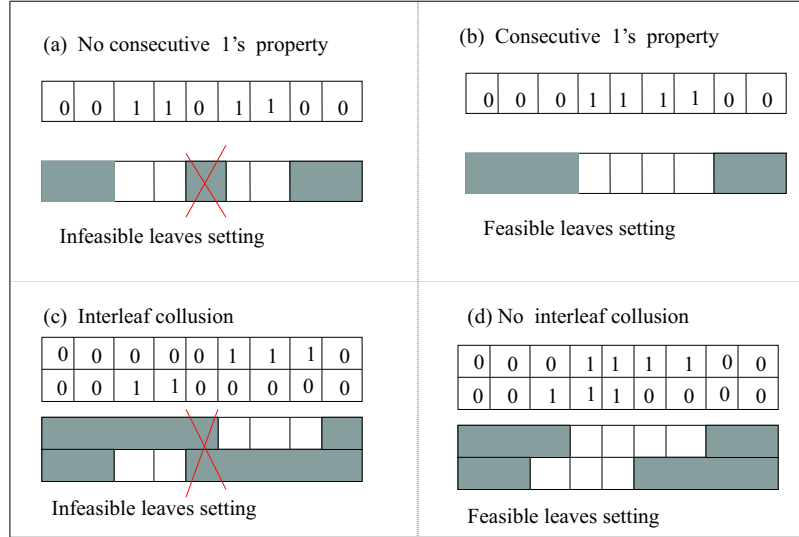 (a) No consecutive 1's property
0 0 1 1 0 1 1 0 0
Infeasible leaves setting
(b) Consecutive 1's property
0 0 0 1 1 1 1 0 0
Feasible leaves setting
(c) Interleaf collusion
0 0 0 0 0 1 1 1 0
0 0 1 1 0 0 0 0 0
Infeasible leaves setting
(d) No interleaf collusion
0 0 0 1 1 1 1 0 0
0 0 1 1 1 0 0 0 0
Feasible leaves setting